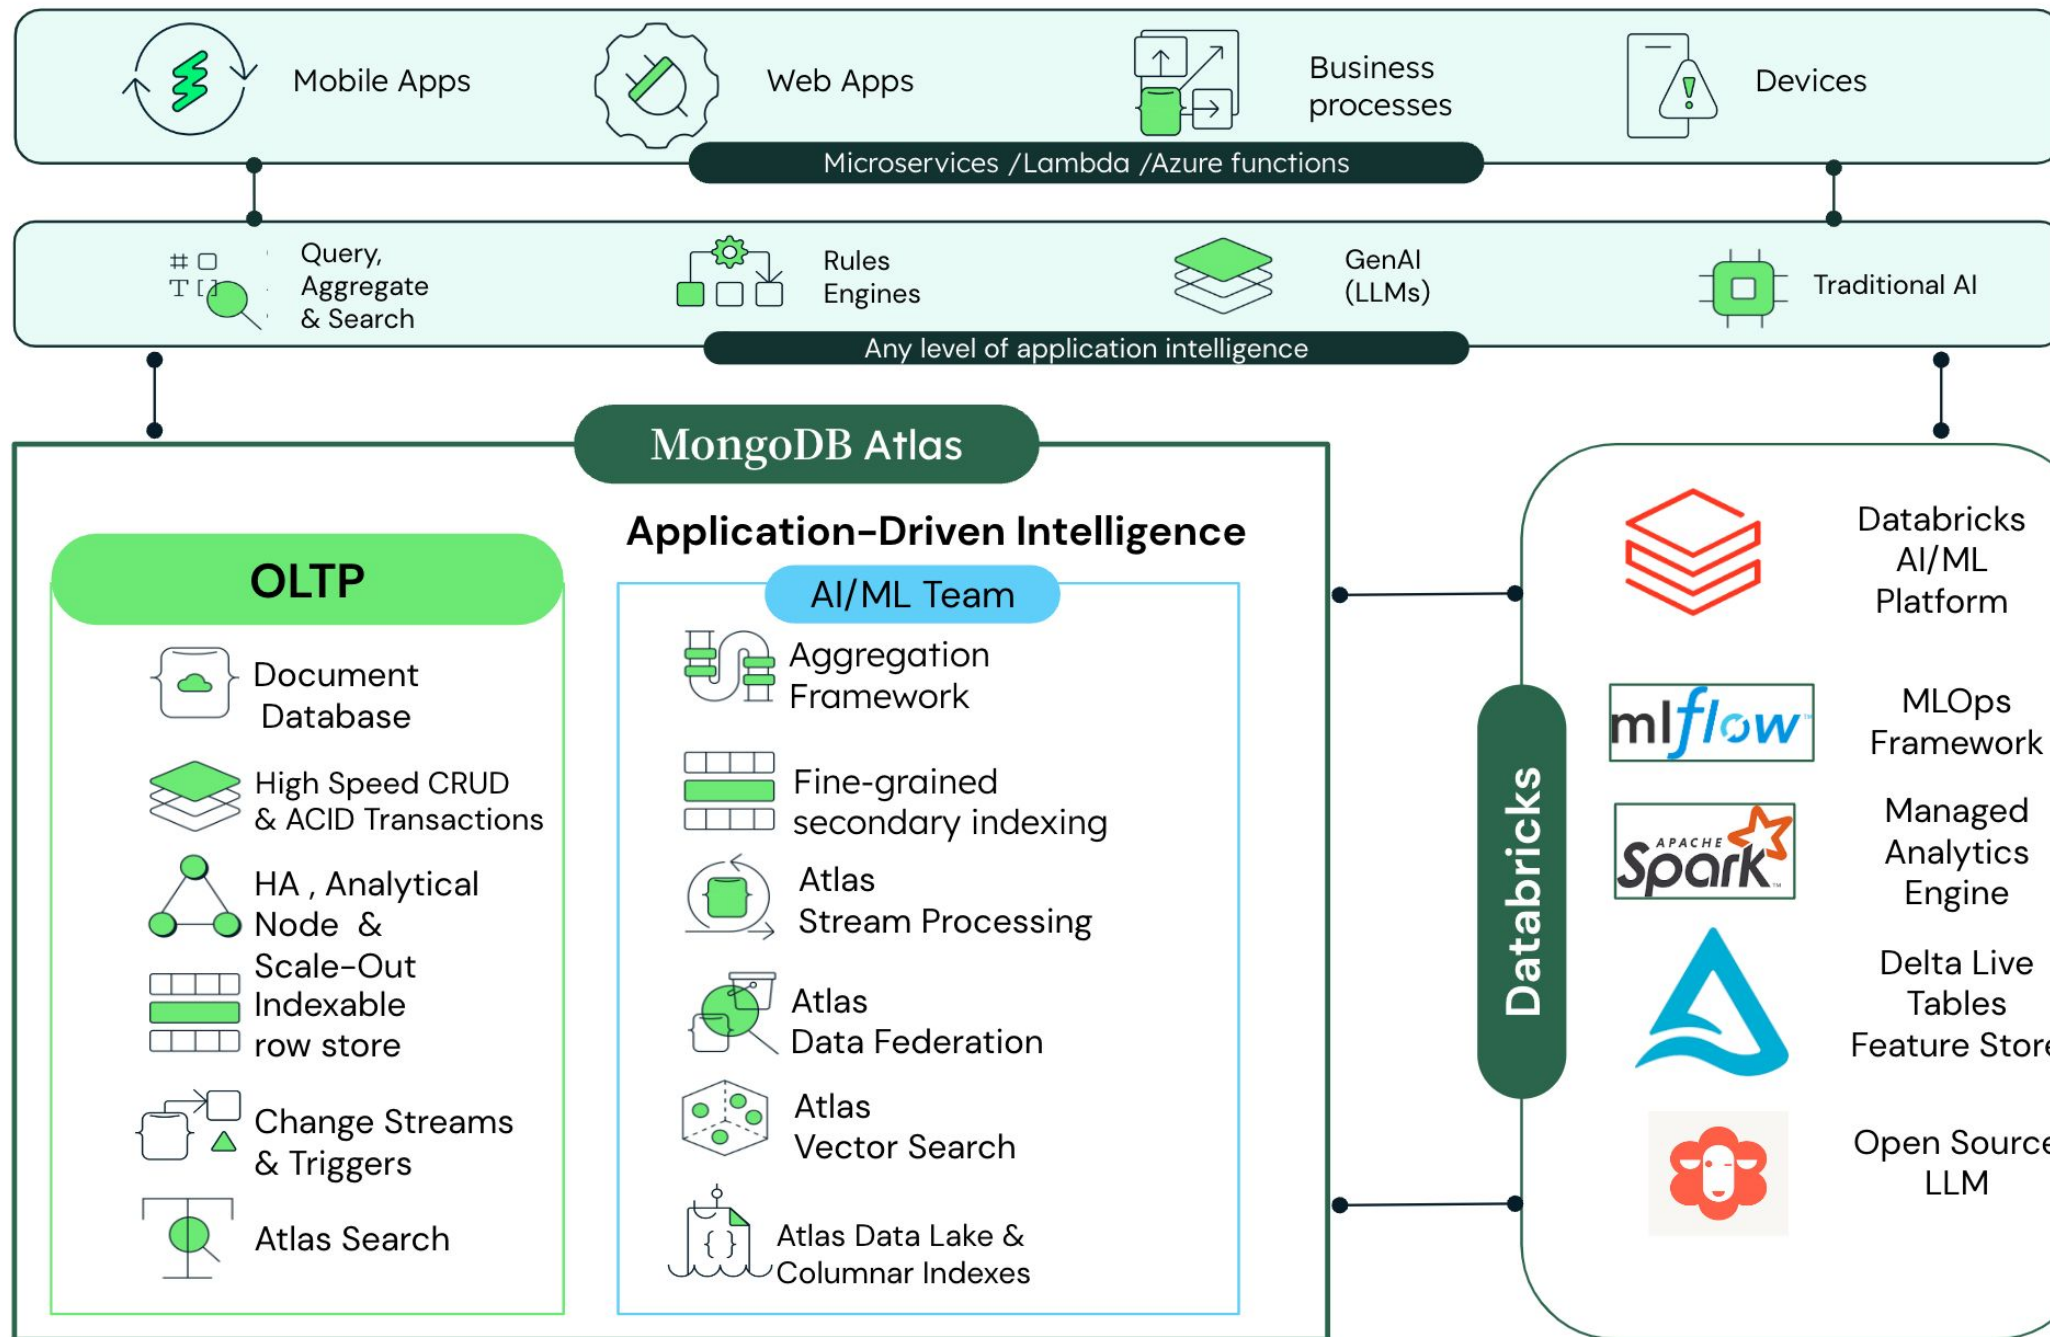 Mobile Apps
Web Apps
Business
processes
Devices
Microservices /Lambda /Azure functions
# 
T []
Query,
Aggregate
& Search
Rules
Engines
GenAI
(LLMs)
Traditional AI
Any level of application intelligence
MongoDB Atlas
OLTP
Document
Database
High Speed CRUD
& ACID Transactions
HA , Analytical
Node &
Scale-Out
Indexable
row store
Change Streams
& Triggers
Atlas Search
Application-Driven Intelligence
AI/ML Team
Aggregation
Framework
Fine-grained
secondary indexing
Atlas
Stream Processing
Atlas
Data Federation
Atlas
Vector Search
{ }
Atlas Data Lake &
Columnar Indexes
Databricks
Databricks
AI/ML
Platform
mlflow™
MLOps
Framework
APACHE
Spark™
Managed
Analytics
Engine
Delta Live
Tables
Feature Store
Open Source
LLM